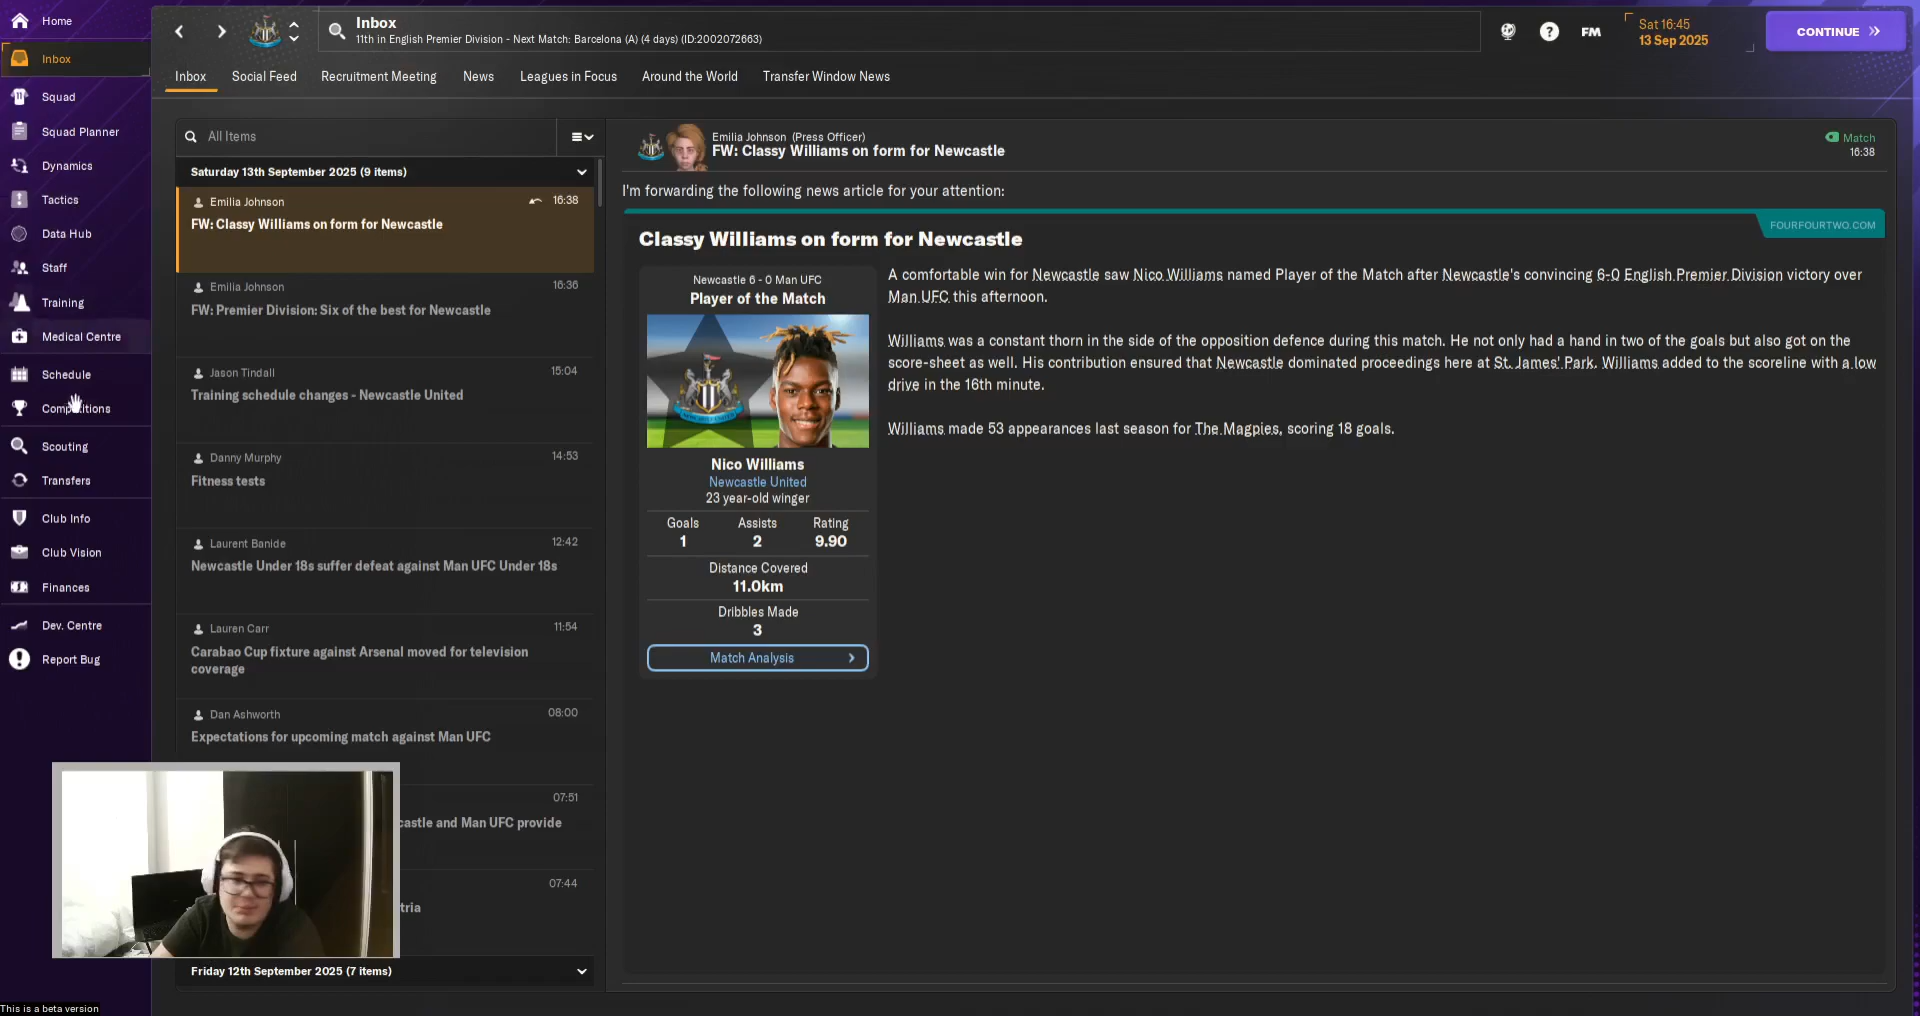 Home
Inbox
Squad
Squad Planner
Dynamics
Tactics
Data Hub
Staff
Training
Medical Centre
Schedule
Scouting
Transfers
Club Info
Club Vision
Finances
Dev. Centre
Report Bug
This is a beta version
Inbox
11th in English Premier Division - Next Match: Barcelona (A) (4 days) (ID:2002072663)
FM
Sat 16:45
13 Sep 2025
CONTINUE
Inbox Social Feed Recruitment Meeting News Leagues in Focus Around the World Transfer Window News
All Items
Saturday 13th September 2025 (9 items)
Emilia Johnson 16:38
FW: Classy Williams on form for Newcastle
Emilia Johnson 16:36
FW: Premier Division: Six of the best for Newcastle
Jason Tindall 15:04
Training schedule changes - Newcastle United
Danny Murphy 14:53
Fitness tests
Laurent Banide 12:42
Newcastle Under 18s suffer defeat against Man UFC Under 18s
Lauren Carr 11:54
Carabao Cup fixture against Arsenal moved for television
coverage
Dan Ashworth 08:00
Expectations for upcoming match against Man UFC
07:51
castle and Man UFC provide
07:44
tria
Friday 12th September 2025 (7 items)
Emilia Johnson (Press Officer)
FW: Classy Williams on form for Newcastle
Match
16:38
I'm forwarding the following news article for your attention:
FOURFOURTWO.COM
Classy Williams on form for Newcastle
Newcastle 6 - 0 Man UFC
Player of the Match
Nico Williams
Newcastle United
23 year-old winger
Goals Assists Rating
1 2 9.90
Distance Covered
11.0km
Dribbles Made
3
Match Analysis
A comfortable win for Newcastle saw Nico Williams named Player of the Match after Newcastle's convincing 6-0 English Premier Division victory over
Man UFC this afternoon.
Williams was a constant thorn in the side of the opposition defence during this match. He not only had a hand in two of the goals but also got on the
score-sheet as well. His contribution ensured that Newcastle dominated proceedings here at St. James' Park. Williams added to the scoreline with a low
drive in the 16th minute.
Williams made 53 appearances last season for The Magpies, scoring 18 goals.